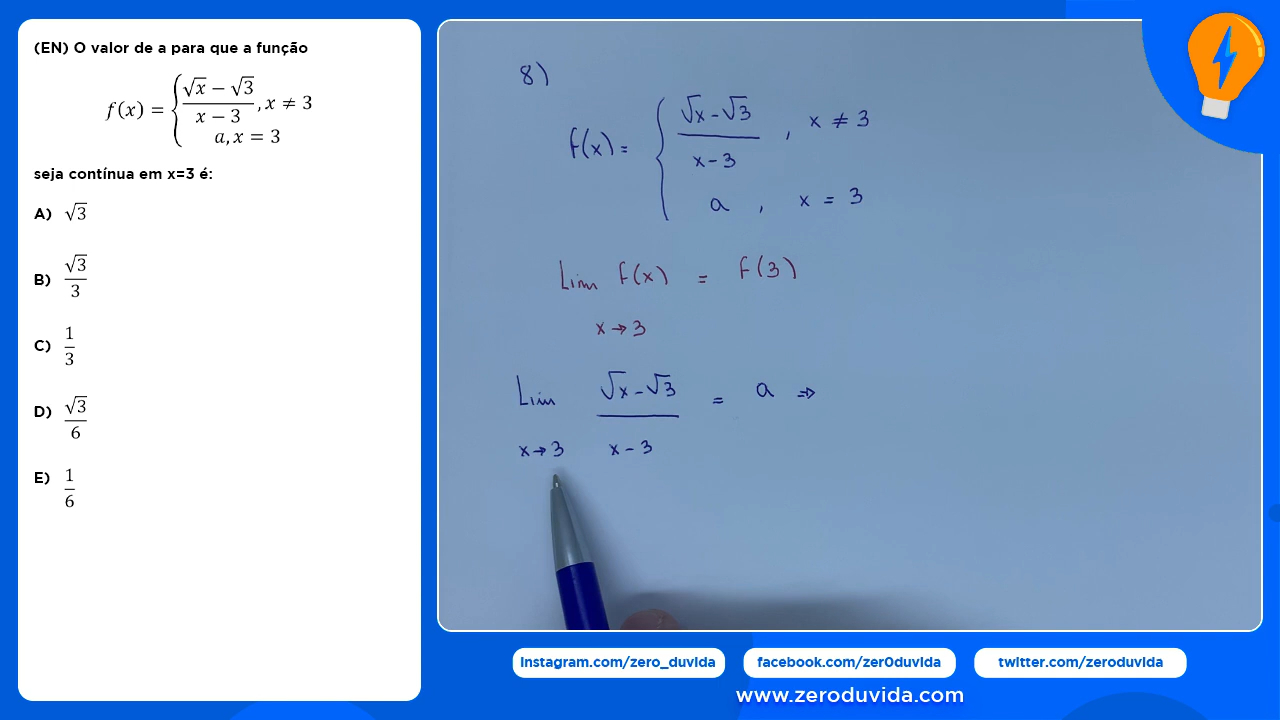 (EN) O valor de a para que a função
f(x) = { (√x − √3)/(x − 3), x ≠ 3
a, x = 3
seja contínua em x=3 é:
A) √3
B) √3/3
C) 1/3
D) √3/6
E) 1/6
8)
f(x) = { (√x − √3)/(x − 3) , x ≠ 3
a , x = 3
Lim f(x) = f(3)
x → 3
Lim (√x − √3)/(x − 3) = a ⇒
x → 3
instagram.com/zero_duvida
facebook.com/zer0duvida
twitter.com/zeroduvida
www.zeroduvida.com